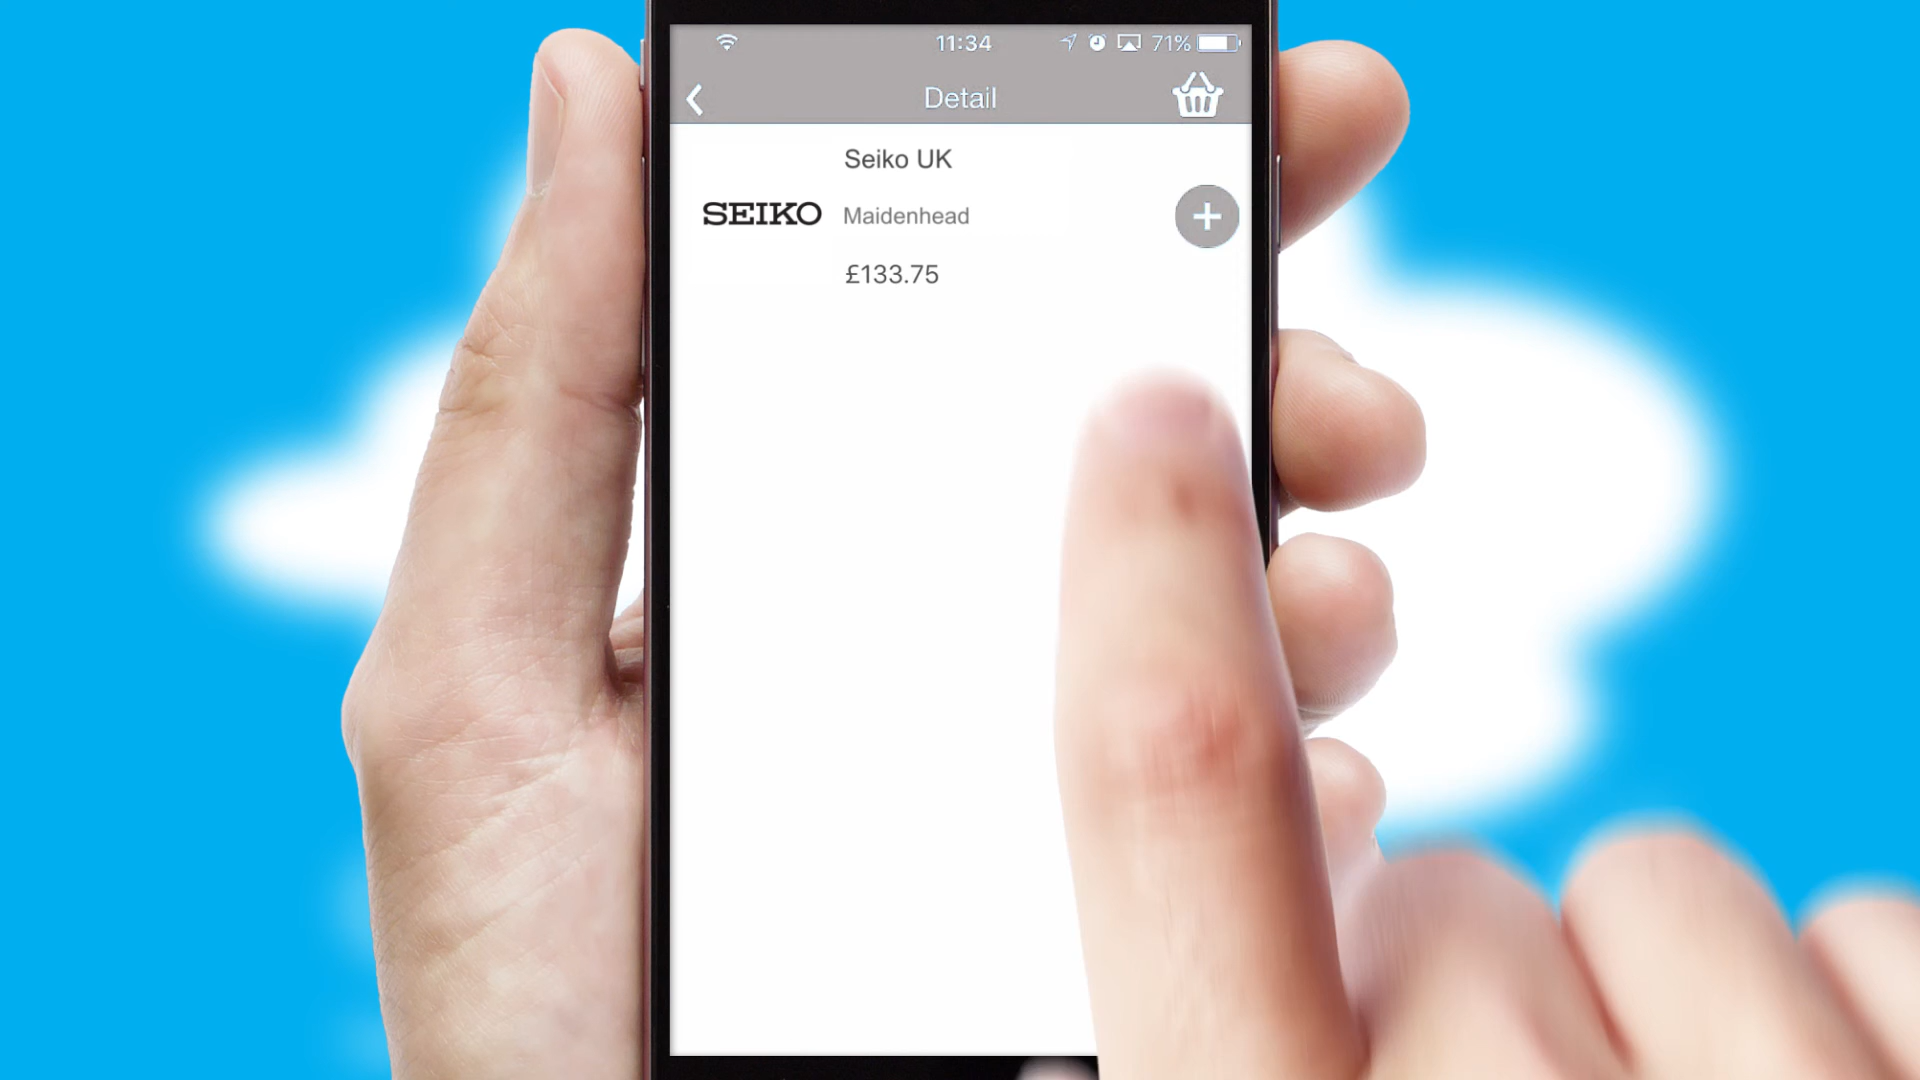 11:34
71%
Detail
Seiko UK
SEIKO
Maidenhead
£133.75